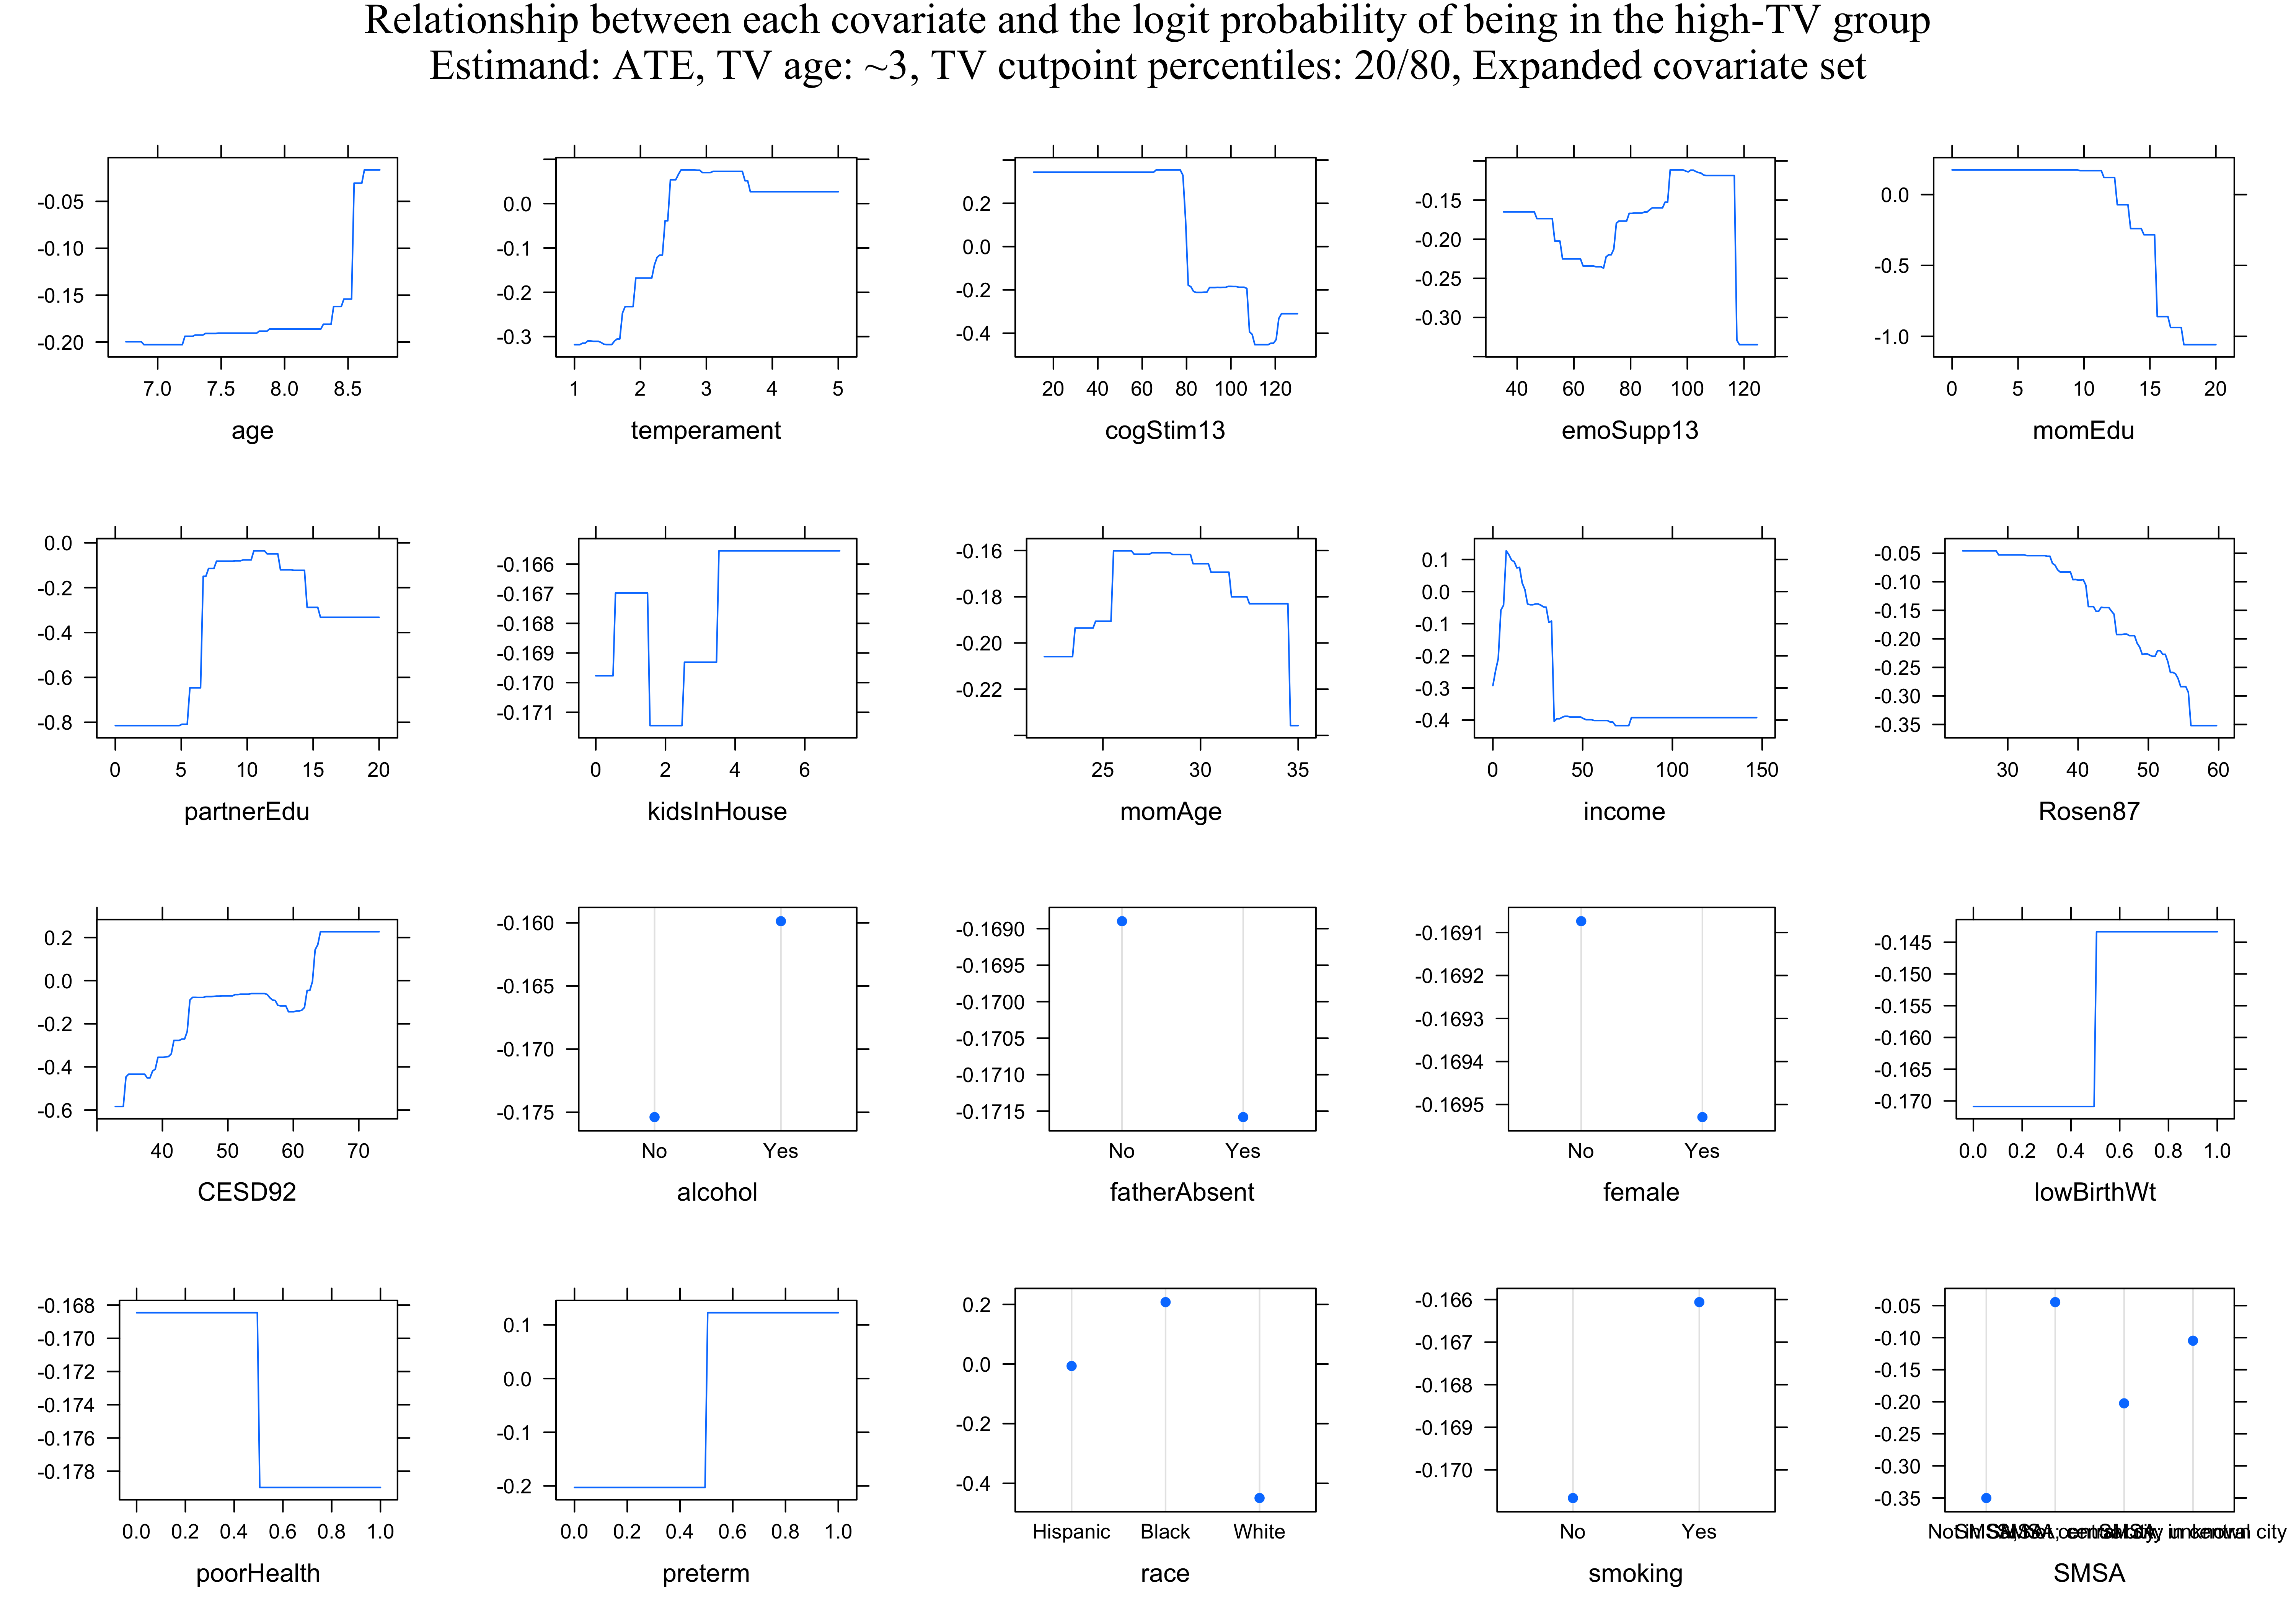 Relationship between each covariate and the logit probability of being in the high-TV group
Estimand: ATE, TV age: ~3, TV cutpoint percentiles: 20/80, Expanded covariate set
-0.05
-0.10
-0.15
-0.20
7.0 7.5 8.0 8.5
age
0.0
-0.1
-0.2
-0.3
1 2 3 4 5
temperament
0.2
0.0
-0.2
-0.4
20 40 60 80 100 120
cogStim13
-0.15
-0.20
-0.25
-0.30
40 60 80 100 120
emoSupp13
0.0
-0.5
-1.0
0 5 10 15 20
momEdu
0.0
-0.2
-0.4
-0.6
-0.8
0 5 10 15 20
partnerEdu
-0.166
-0.167
-0.168
-0.169
-0.170
-0.171
0 2 4 6
kidsInHouse
-0.16
-0.18
-0.20
-0.22
25 30 35
momAge
0.1
0.0
-0.1
-0.2
-0.3
-0.4
0 50 100 150
income
-0.05
-0.10
-0.15
-0.20
-0.25
-0.30
-0.35
30 40 50 60
Rosen87
0.2
0.0
-0.2
-0.4
-0.6
40 50 60 70
CESD92
-0.160
-0.165
-0.170
-0.175
No Yes
alcohol
-0.1690
-0.1695
-0.1700
-0.1705
-0.1710
-0.1715
No Yes
fatherAbsent
-0.1691
-0.1692
-0.1693
-0.1694
-0.1695
No Yes
female
-0.145
-0.150
-0.155
-0.160
-0.165
-0.170
0.0 0.2 0.4 0.6 0.8 1.0
lowBirthWt
-0.168
-0.170
-0.172
-0.174
-0.176
-0.178
0.0 0.2 0.4 0.6 0.8 1.0
poorHealth
0.1
0.0
-0.1
-0.2
0.0 0.2 0.4 0.6 0.8 1.0
preterm
0.2
0.0
-0.2
-0.4
Hispanic Black White
race
-0.166
-0.167
-0.168
-0.169
-0.170
No Yes
smoking
-0.05
-0.10
-0.15
-0.20
-0.25
-0.30
-0.35
city
SMSA